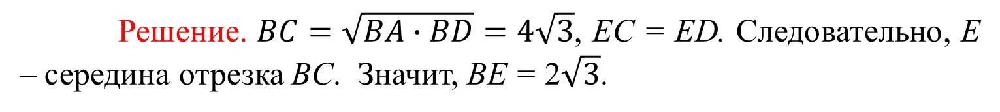 Решение. BC = √(BA · BD) = 4√3, EC = ED. Следовательно, E
– середина отрезка BC. Значит, BE = 2√3.